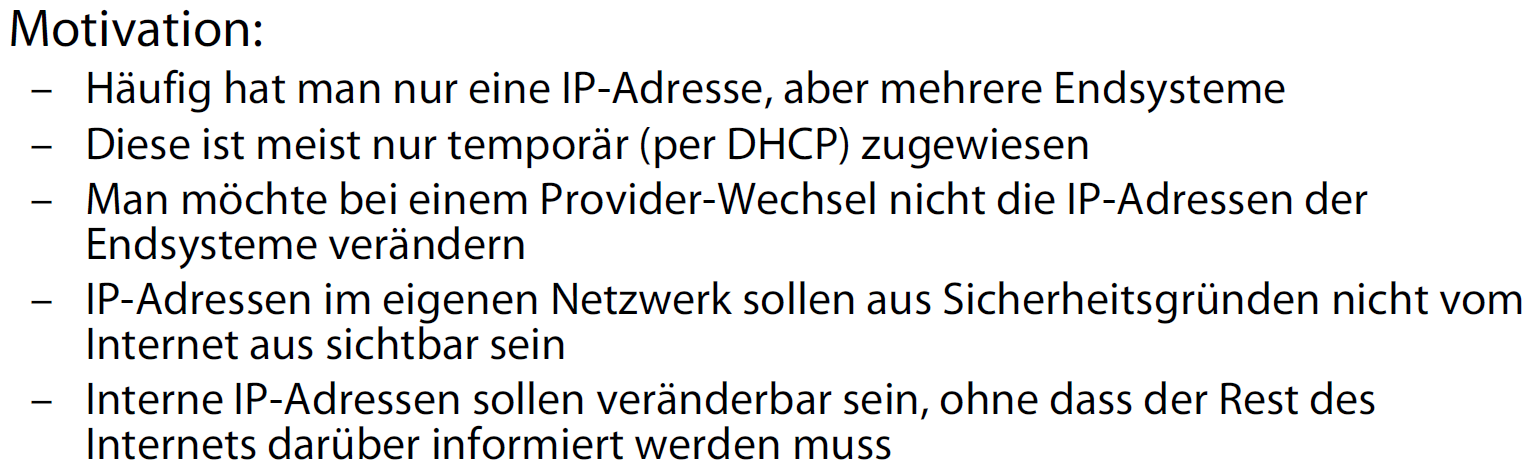 Motivation:
– Häufig hat man nur eine IP-Adresse, aber mehrere Endsysteme
– Diese ist meist nur temporär (per DHCP) zugewiesen
– Man möchte bei einem Provider-Wechsel nicht die IP-Adressen der
Endsysteme verändern
– IP-Adressen im eigenen Netzwerk sollen aus Sicherheitsgründen nicht vom
Internet aus sichtbar sein
– Interne IP-Adressen sollen veränderbar sein, ohne dass der Rest des
Internets darüber informiert werden muss